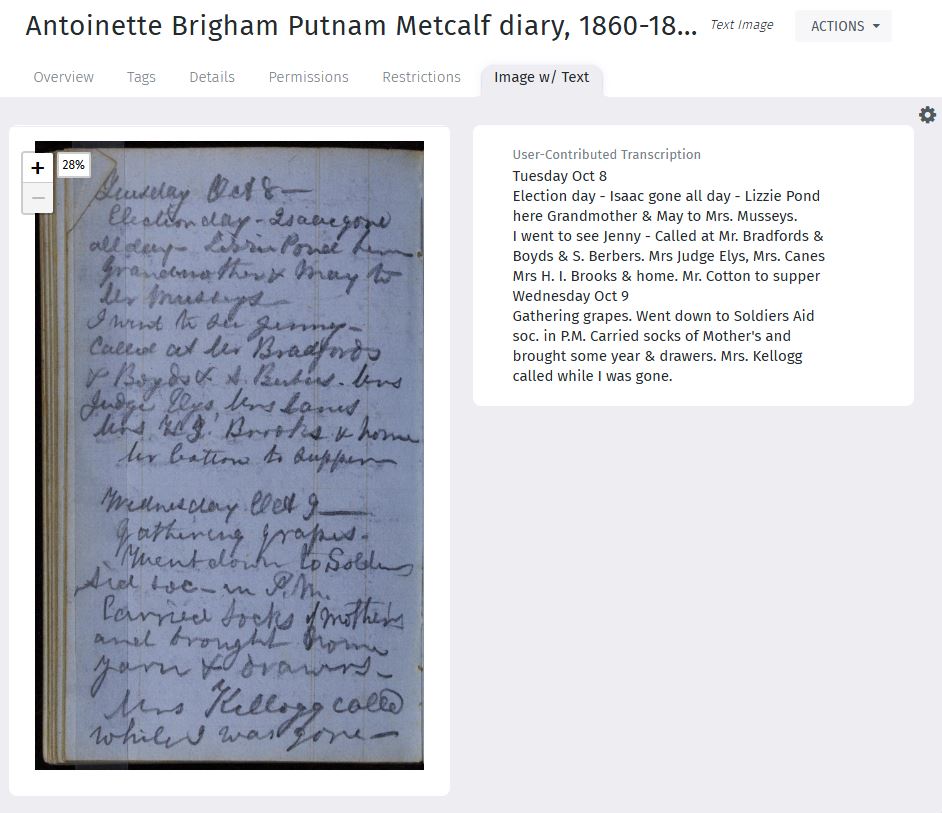 Antoinette Brigham Putnam Metcalf diary, 1860-18...
Text Image
ACTIONS
Overview
Tags
Details
Permissions
Restrictions
Image w/ Text
+
28%
−
Tuesday Oct 8 —
Election day - Isaac gone
all day - Lizzie Pond here.
Grandmother & May to
Mr Musseys —
I went to see Jenny -
Called at Mr Bradfords
& Boyds & S. Berbers. Mrs
Judge Elys, Mrs Canes
Mrs H. I. Brooks & home
Mr Cotton to supper —
Wednesday Oct 9 —
Gathering grapes.
Went down to Soldiers
Aid soc - in P.M.
Carried socks of mothers
and brought home
yarn & drawers -
Mrs Kellogg called
while I was gone —
User-Contributed Transcription
Tuesday Oct 8
Election day - Isaac gone all day - Lizzie Pond
here Grandmother & May to Mrs. Musseys.
I went to see Jenny - Called at Mr. Bradfords &
Boyds & S. Berbers. Mrs Judge Elys, Mrs. Canes
Mrs H. I. Brooks & home. Mr. Cotton to supper
Wednesday Oct 9
Gathering grapes. Went down to Soldiers Aid
soc. in P.M. Carried socks of Mother's and
brought some year & drawers. Mrs. Kellogg
called while I was gone.